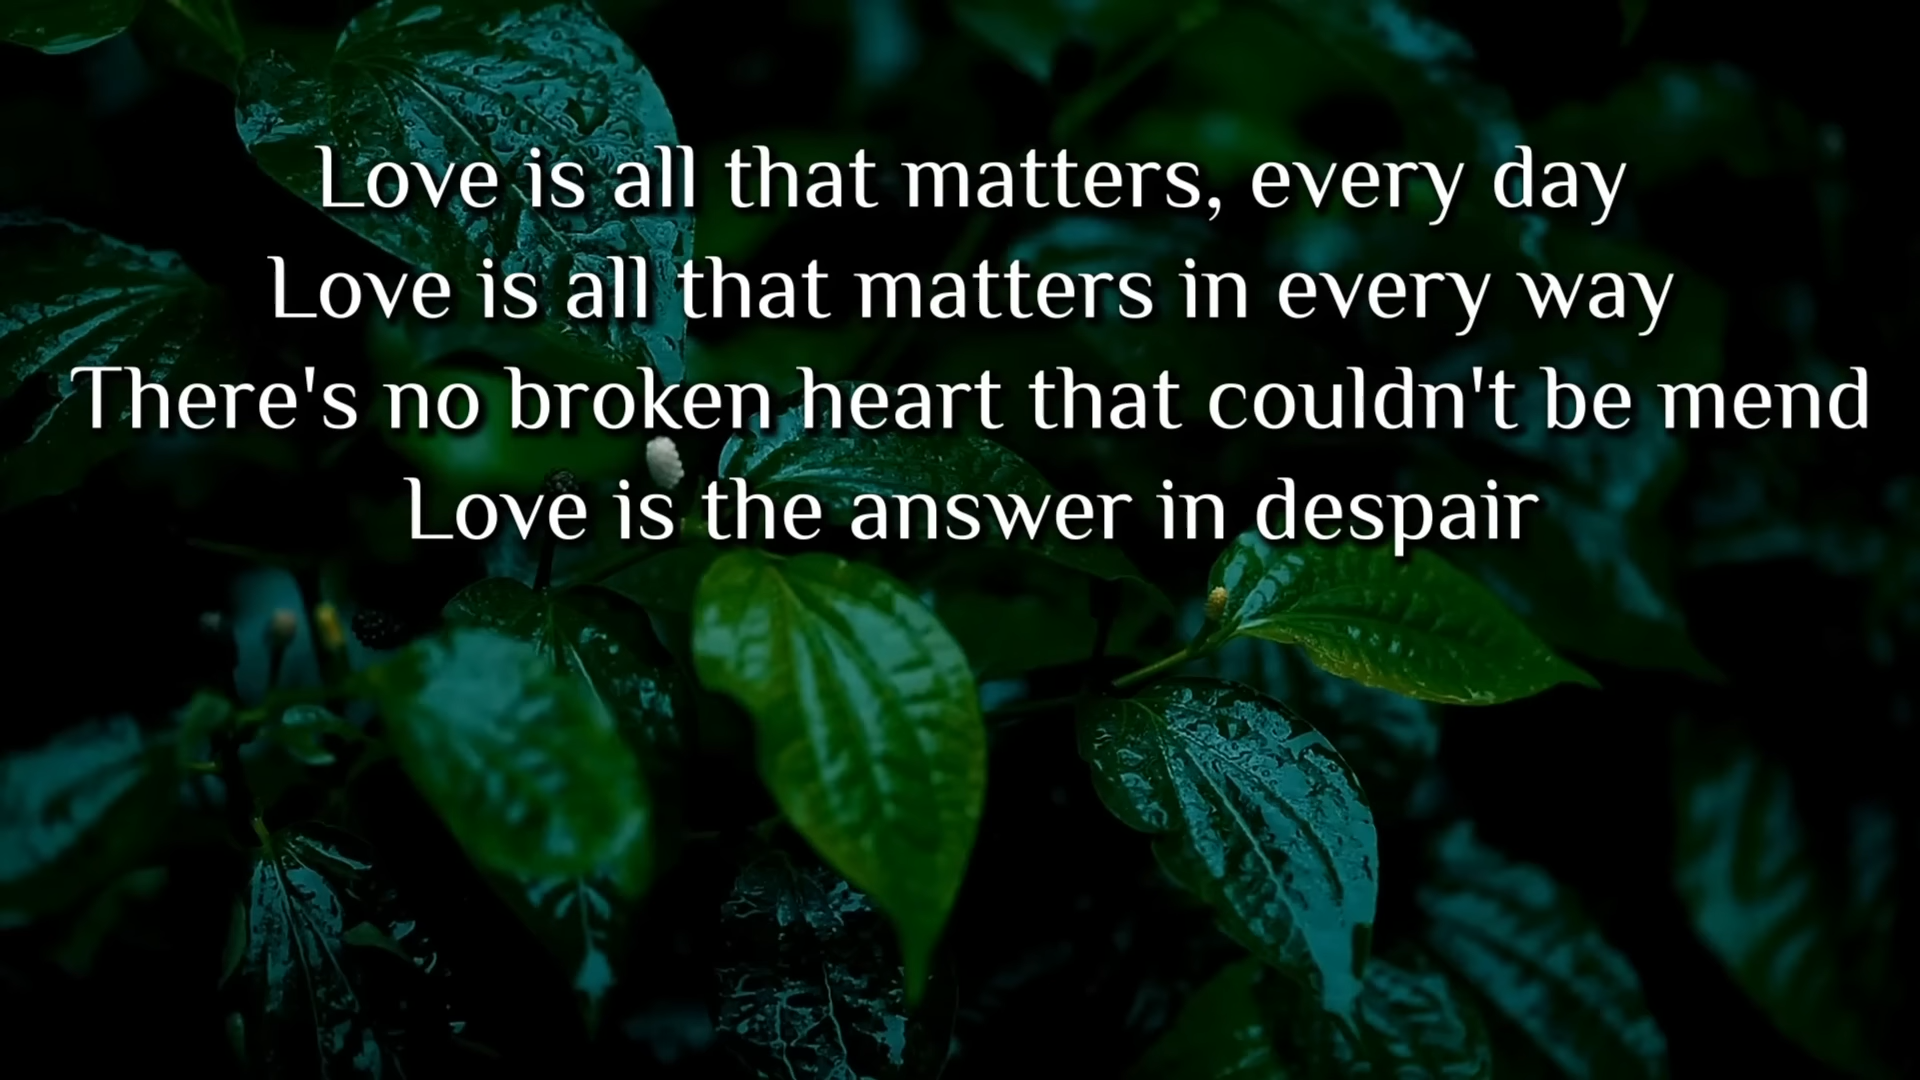 Love is all that matters, every day
Love is all that matters in every way
There's no broken heart that couldn't be mend
Love is the answer in despair